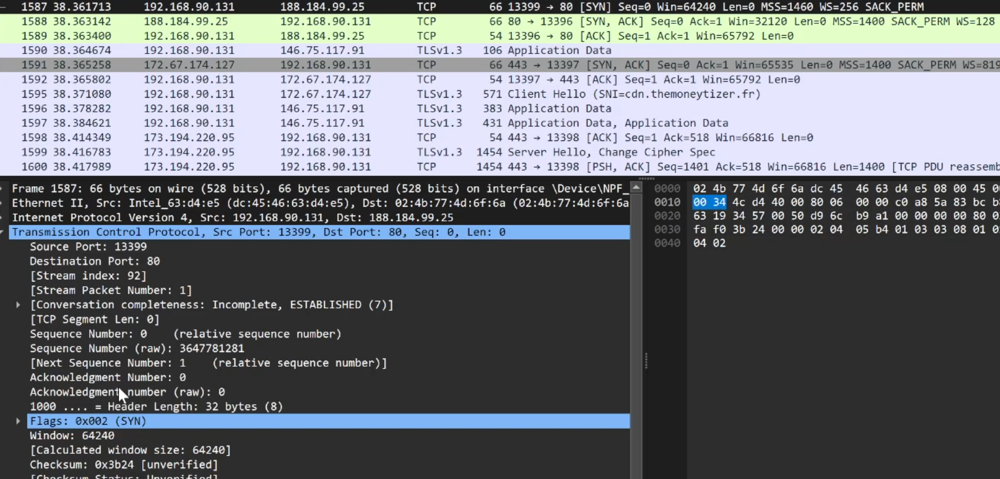 1587 38.361713 192.168.90.131 188.184.99.25 TCP 66 13399 → 80 [SYN] Seq=0 Win=64240 Len=0 MSS=1460 WS=256 SACK_PERM
1588 38.363142 188.184.99.25 192.168.90.131 TCP 66 80 → 13396 [SYN, ACK] Seq=0 Ack=1 Win=32120 Len=0 MSS=1400 SACK_PERM WS=128
1589 38.363400 192.168.90.131 188.184.99.25 TCP 54 13396 → 80 [ACK] Seq=1 Ack=1 Win=65792 Len=0
1590 38.364674 192.168.90.131 146.75.117.91 TLSv1.3 106 Application Data
1591 38.365258 172.67.174.127 192.168.90.131 TCP 66 443 → 13397 [SYN, ACK] Seq=0 Ack=1 Win=65535 Len=0 MSS=1400 SACK_PERM WS=819
1592 38.365802 192.168.90.131 172.67.174.127 TCP 54 13397 → 443 [ACK] Seq=1 Ack=1 Win=65792 Len=0
1595 38.371080 192.168.90.131 172.67.174.127 TLSv1.3 571 Client Hello (SNI=cdn.themoneytizer.fr)
1596 38.378282 192.168.90.131 146.75.117.91 TLSv1.3 383 Application Data
1597 38.384621 192.168.90.131 146.75.117.91 TLSv1.3 431 Application Data, Application Data
1598 38.414349 173.194.220.95 192.168.90.131 TCP 54 443 → 13398 [ACK] Seq=1 Ack=518 Win=66816 Len=0
1599 38.416783 173.194.220.95 192.168.90.131 TLSv1.3 1454 Server Hello, Change Cipher Spec
1600 38.417989 173.194.220.95 192.168.90.131 TCP 1454 443 → 13398 [PSH, ACK] Seq=1401 Ack=518 Win=66816 Len=1400 [TCP PDU reassemb
Frame 1587: 66 bytes on wire (528 bits), 66 bytes captured (528 bits) on interface \Device\NPF_
Ethernet II, Src: Intel_63:d4:e5 (dc:45:46:63:d4:e5), Dst: 02:4b:77:4d:6f:6a (02:4b:77:4d:6f:6a
Internet Protocol Version 4, Src: 192.168.90.131, Dst: 188.184.99.25
Transmission Control Protocol, Src Port: 13399, Dst Port: 80, Seq: 0, Len: 0
Source Port: 13399
Destination Port: 80
[Stream index: 92]
[Stream Packet Number: 1]
[Conversation completeness: Incomplete, ESTABLISHED (7)]
[TCP Segment Len: 0]
Sequence Number: 0 (relative sequence number)
Sequence Number (raw): 3647781281
[Next Sequence Number: 1 (relative sequence number)]
Acknowledgment Number: 0
Acknowledgment number (raw): 0
1000 .... = Header Length: 32 bytes (8)
Flags: 0x002 (SYN)
Window: 64240
[Calculated window size: 64240]
Checksum: 0x3b24 [unverified]
[Checksum Status: Unverified]
0000 02 4b 77 4d 6f 6a dc 45 46 63 d4 e5 08 00 45 0
0010 00 34 4c d4 40 00 80 06 00 00 c0 a8 5a 83 bc b
0020 63 19 34 57 00 50 d9 6c b9 a1 00 00 00 00 80 0
0030 fa f0 3b 24 00 00 02 04 05 b4 01 03 03 08 01 0
0040 04 02